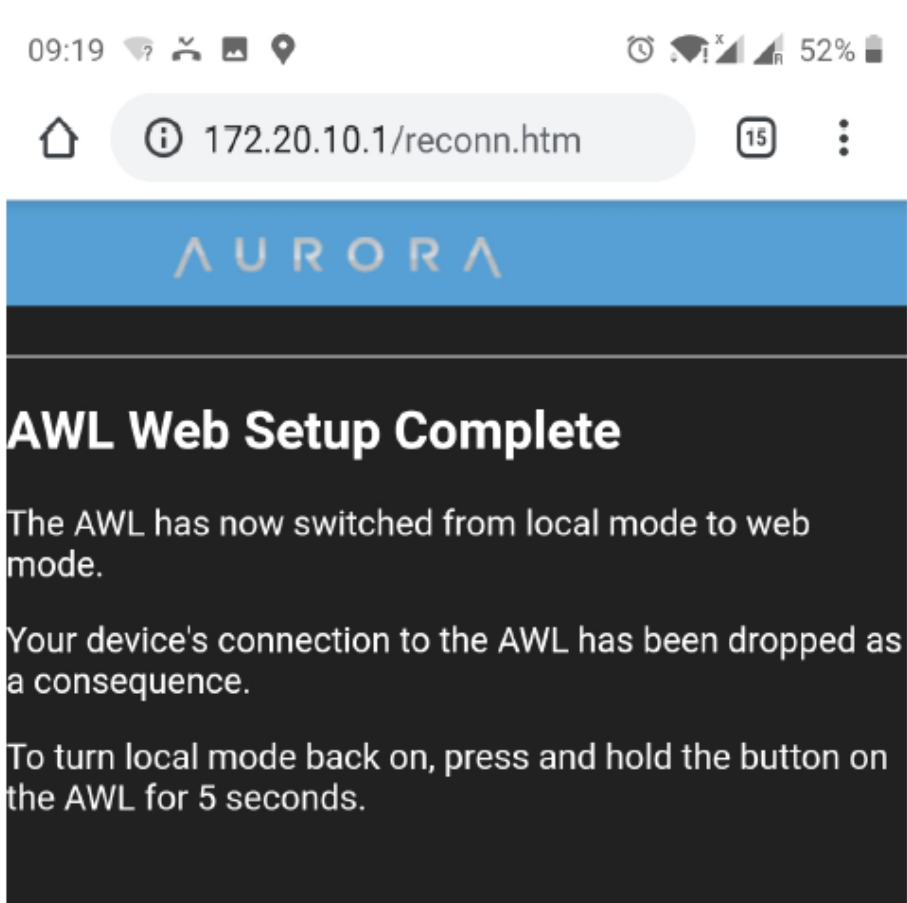 09:19 52%
172.20.10.1/reconn.htm 15
AURORA
AWL Web Setup Complete
The AWL has now switched from local mode to web
mode.
Your device's connection to the AWL has been dropped as
a consequence.
To turn local mode back on, press and hold the button on
the AWL for 5 seconds.